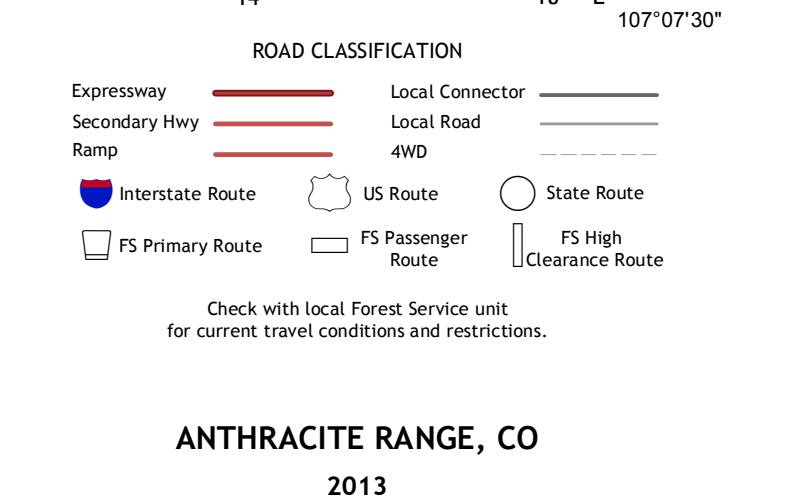 107°07'30"
ROAD CLASSIFICATION
Expressway
Local Connector
Secondary Hwy
Local Road
Ramp
4WD
Interstate Route
US Route
State Route
FS Primary Route
FS Passenger
Route
FS High
Clearance Route
Check with local Forest Service unit
for current travel conditions and restrictions.
ANTHRACITE RANGE, CO
2013